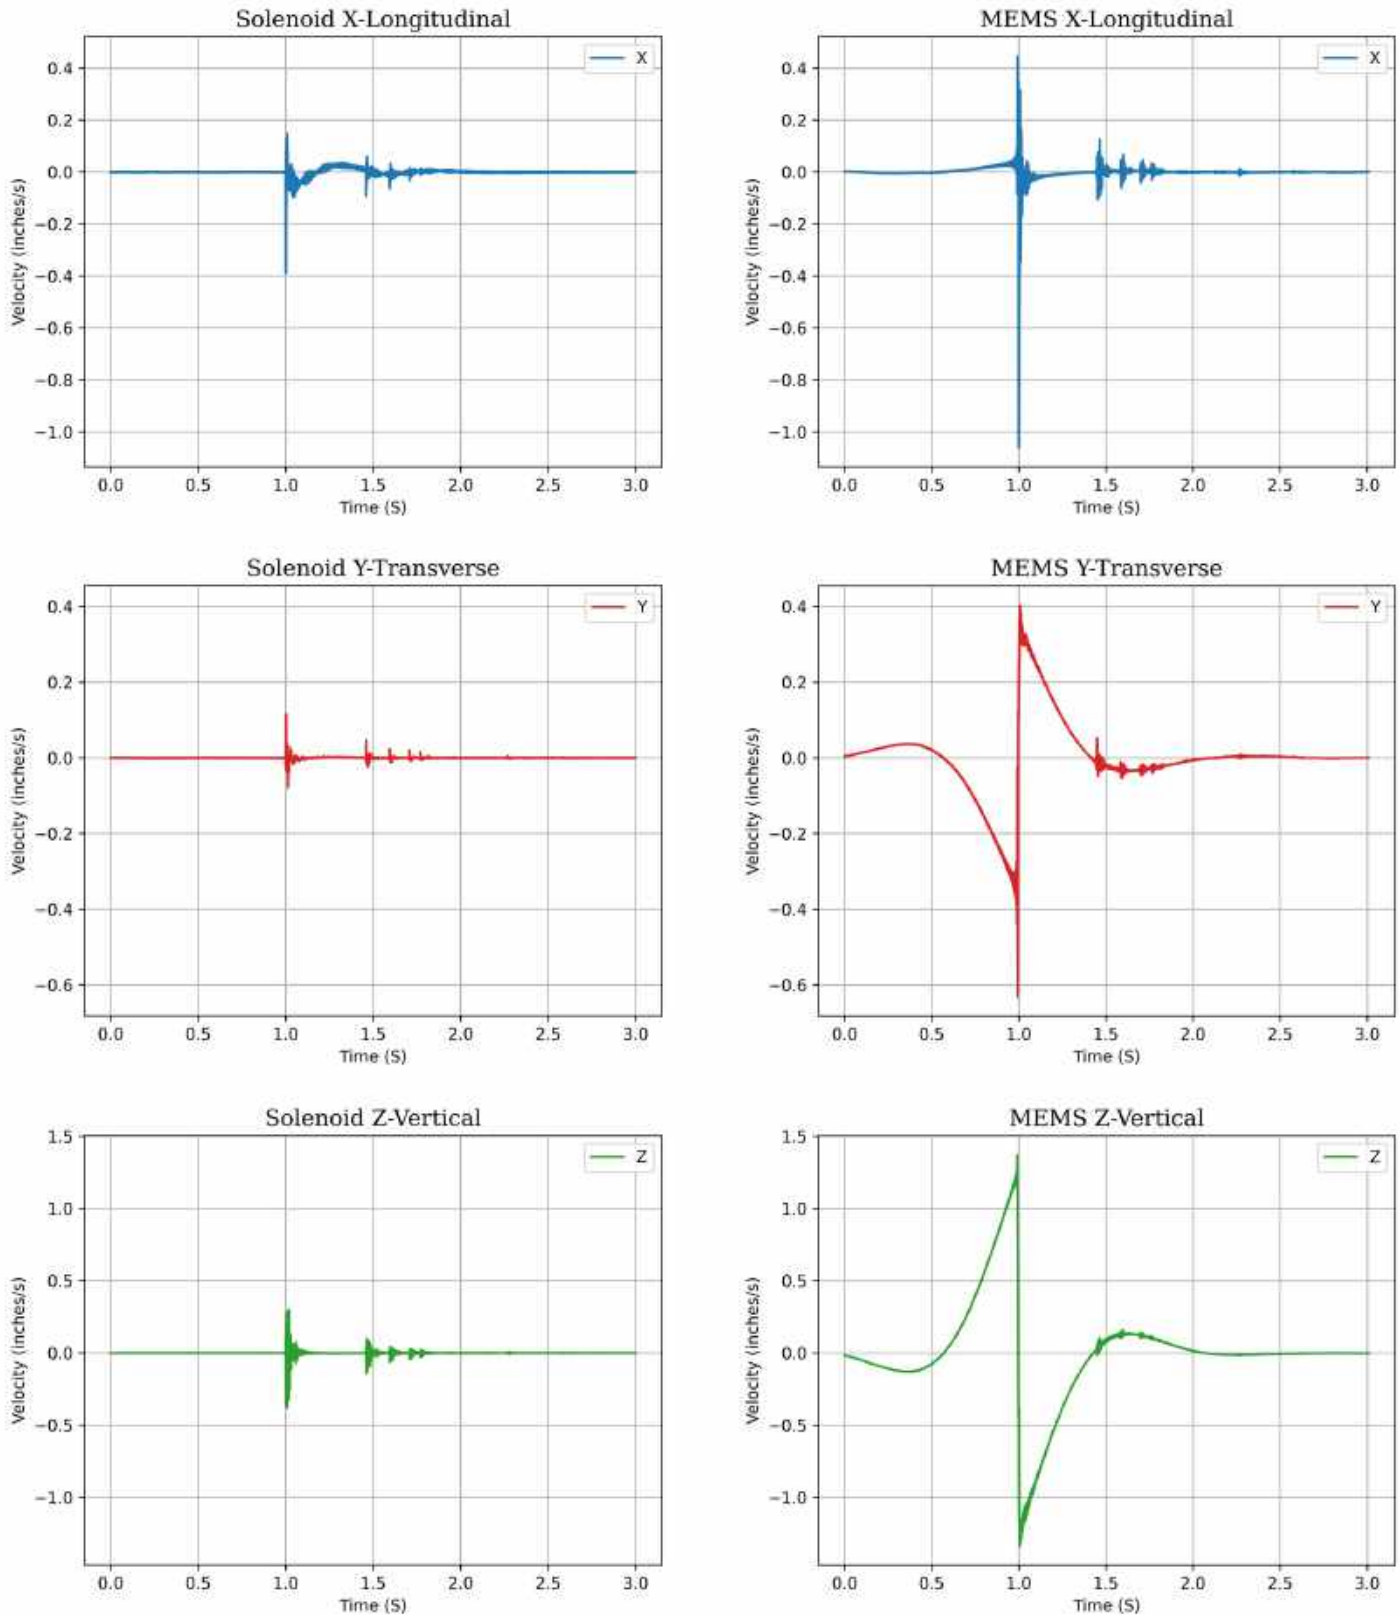 Solenoid X-Longitudinal
X
0.4
0.2
0.0
−0.2
−0.4
−0.6
−0.8
−1.0
Velocity (inches/s)
0.0 0.5 1.0 1.5 2.0 2.5 3.0
Time (S)
MEMS X-Longitudinal
X
0.4
0.2
0.0
−0.2
−0.4
−0.6
−0.8
−1.0
Velocity (inches/s)
0.0 0.5 1.0 1.5 2.0 2.5 3.0
Time (S)
Solenoid Y-Transverse
Y
0.4
0.2
0.0
−0.2
−0.4
−0.6
Velocity (inches/s)
0.0 0.5 1.0 1.5 2.0 2.5 3.0
Time (S)
MEMS Y-Transverse
Y
0.4
0.2
0.0
−0.2
−0.4
−0.6
Velocity (inches/s)
0.0 0.5 1.0 1.5 2.0 2.5 3.0
Time (S)
Solenoid Z-Vertical
Z
1.5
1.0
0.5
0.0
−0.5
−1.0
Velocity (inches/s)
0.0 0.5 1.0 1.5 2.0 2.5 3.0
Time (S)
MEMS Z-Vertical
Z
1.5
1.0
0.5
0.0
−0.5
−1.0
Velocity (inches/s)
0.0 0.5 1.0 1.5 2.0 2.5 3.0
Time (S)